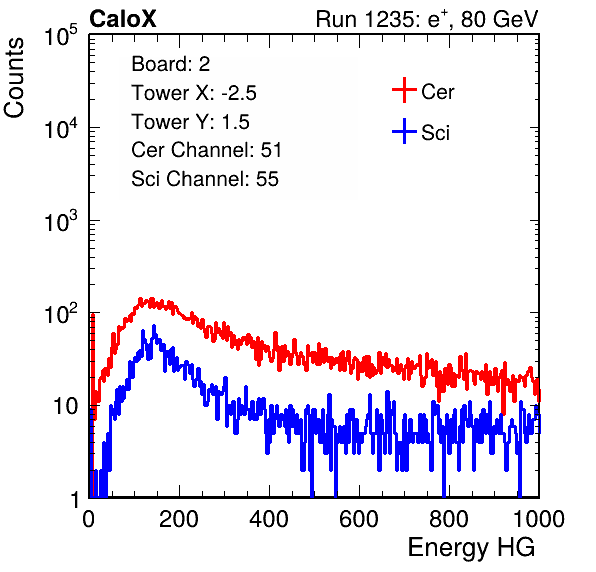 CaloX Run 1235: e⁺, 80 GeV
Counts
10⁵
10⁴
10³
10²
10
1
Board: 2
Tower X: -2.5
Tower Y: 1.5
Cer Channel: 51
Sci Channel: 55
Cer
Sci
0 200 400 600 800 1000
Energy HG